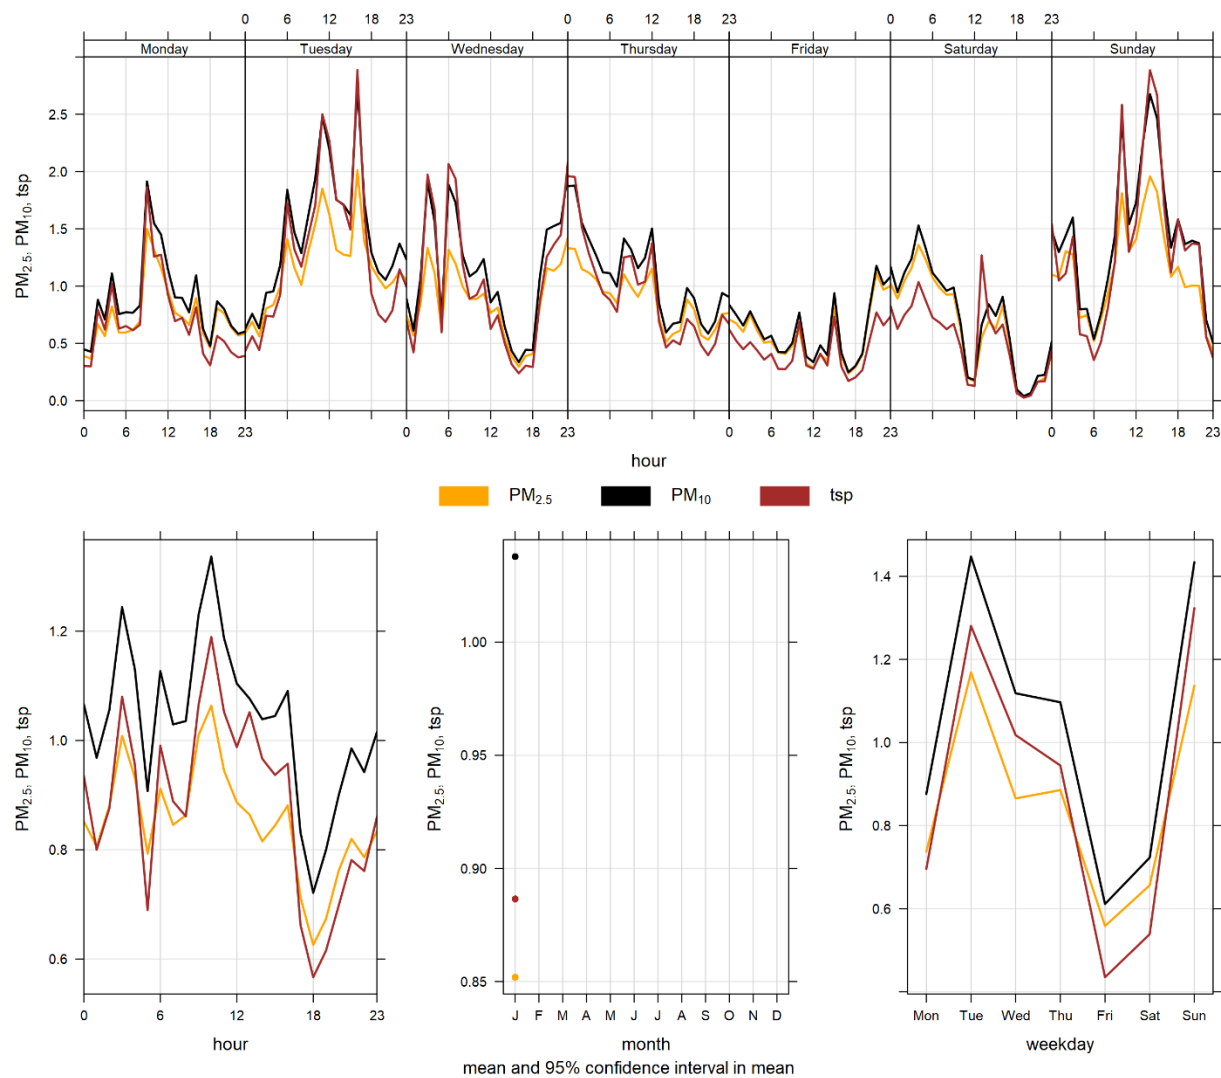 0 6 12 18 23 0 6 12 18 23 0 6 12 18 23
Monday Tuesday Wednesday Thursday Friday Saturday Sunday
PM2.5, PM10, tsp
2.5
2.0
1.5
1.0
0.5
0.0
0 6 12 18 23 0 6 12 18 23 0 6 12 18 23 0 6 12 18 23
hour
PM2.5 PM10 tsp
PM2.5, PM10, tsp
1.2
1.0
0.8
0.6
0 6 12 18 23
hour
PM2.5, PM10, tsp
1.00
0.95
0.90
0.85
J F M A M J J A S O N D
month
PM2.5, PM10, tsp
1.4
1.2
1.0
0.8
0.6
Mon Tue Wed Thu Fri Sat Sun
weekday
mean and 95% confidence interval in mean